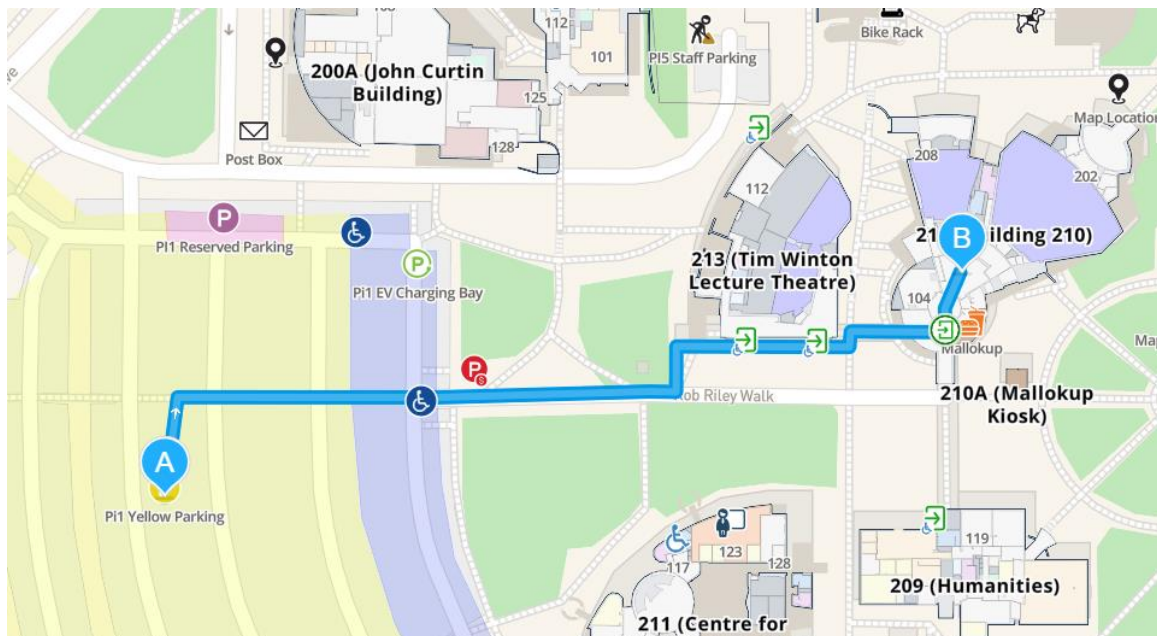 112
101
Bike Rack
PI5 Staff Parking
200A (John Curtin
Building)
125
128
Post Box
Map Location
208
202
112
P
PI1 Reserved Parking
P
Pi1 EV Charging Bay
213 (Tim Winton
Lecture Theatre)
B
104
Mallokup
P
S
Rob Riley Walk
210A (Mallokup
Kiosk)
A
Pi1 Yellow Parking
117
123
128
119
209 (Humanities)
211 (Centre for